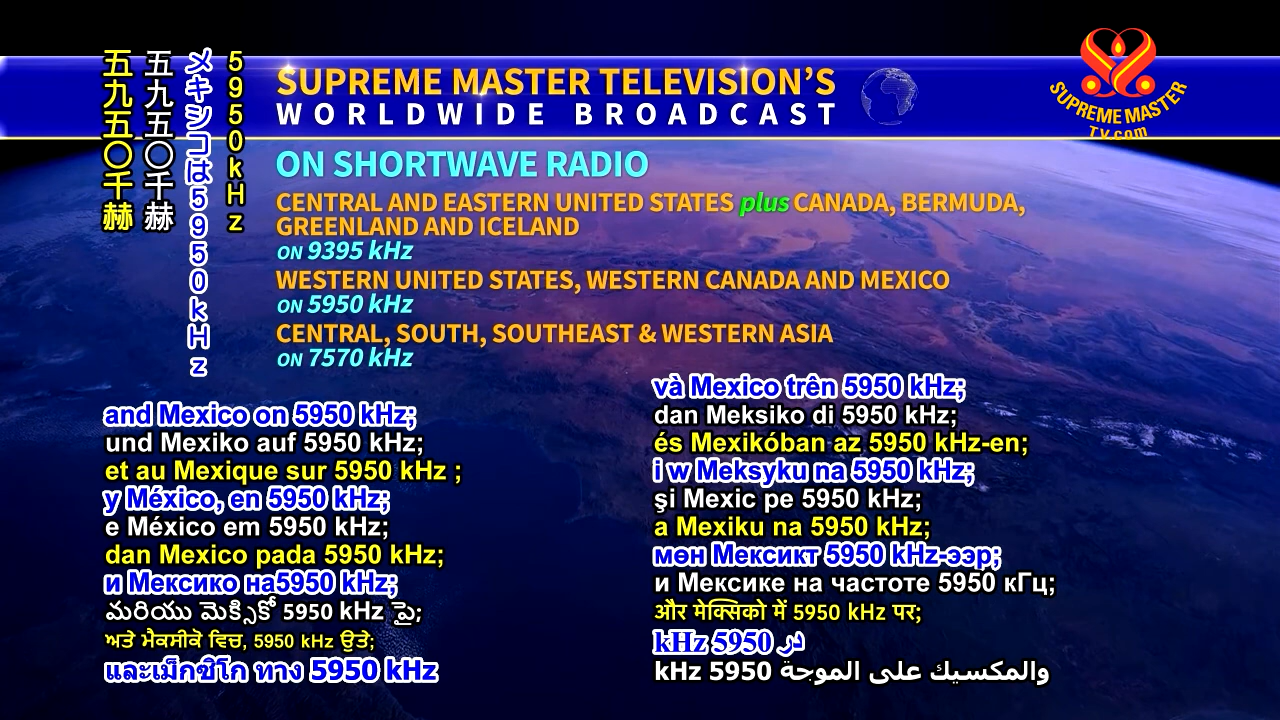 五九五〇千赫
五九五〇千赫
メキシコは5950kHz
5950kHz
SUPREME MASTER TELEVISION'S
WORLDWIDE BROADCAST
SUPREME MASTER
TV.com
ON SHORTWAVE RADIO
CENTRAL AND EASTERN UNITED STATES plus CANADA, BERMUDA,
GREENLAND AND ICELAND
ON 9395 kHz
WESTERN UNITED STATES, WESTERN CANADA AND MEXICO
ON 5950 kHz
CENTRAL, SOUTH, SOUTHEAST & WESTERN ASIA
ON 7570 kHz
and Mexico on 5950 kHz;
und Mexiko auf 5950 kHz;
et au Mexique sur 5950 kHz ;
y México, en 5950 kHz;
e México em 5950 kHz;
dan Mexico pada 5950 kHz;
и Мексико на5950 kHz;
మరియు మెక్సికో 5950 kHz పై;
ਅਤੇ ਮੈਕਸੀਕੋ ਵਿਚ, 5950 kHz ਉਤੇ;
และเม็กซิโก ทาง 5950 kHz
và Mexico trên 5950 kHz;
dan Meksiko di 5950 kHz;
és Mexikóban az 5950 kHz-en;
i w Meksyku na 5950 kHz;
şi Mexic pe 5950 kHz;
a Mexiku na 5950 kHz;
мөн Мексикт 5950 kHz-ээр;
и Мексике на частоте 5950 кГц;
और मेक्सिको में 5950 kHz पर;
در 5950 kHz
والمكسيك على الموجة 5950 kHz